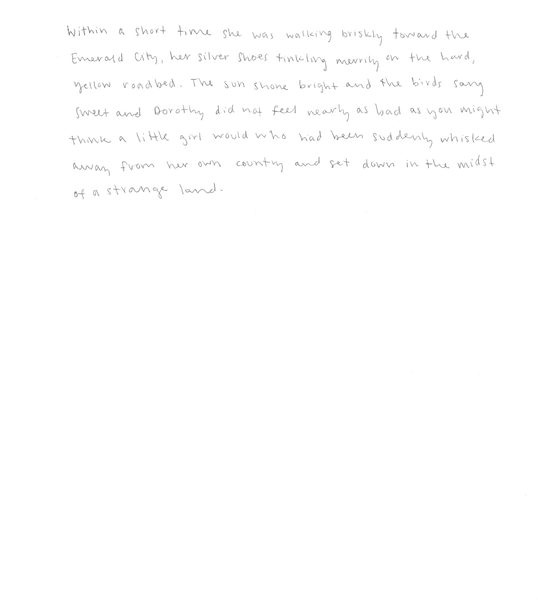 Within a short time she was walking briskly toward the
Emerald City, her silver shoes tinkling merrily on the hard,
yellow roadbed. The sun shone bright and the birds sang
sweet and Dorothy did not feel nearly as bad as you might
think a little girl would who had been suddenly whisked
away from her own country and set down in the midst
of a strange land.